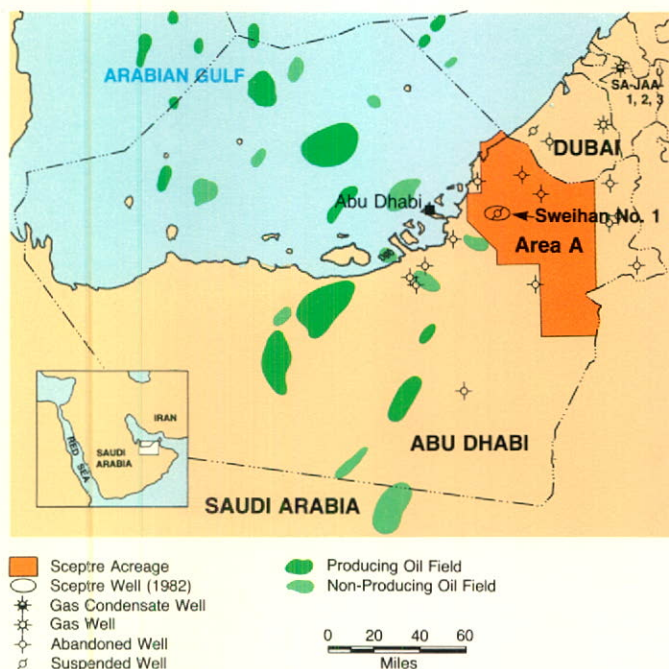 ARABIAN GULF
SA-JAA-
1, 2, 3
DUBAI
Abu Dhabi
Sweihan No. 1
Area A
IRAN
SAUDI
ARABIA
RED SEA
ABU DHABI
SAUDI ARABIA
Sceptre Acreage
Sceptre Well (1982)
Gas Condensate Well
Gas Well
Abandoned Well
Suspended Well
Producing Oil Field
Non-Producing Oil Field
0 20 40 60
Miles